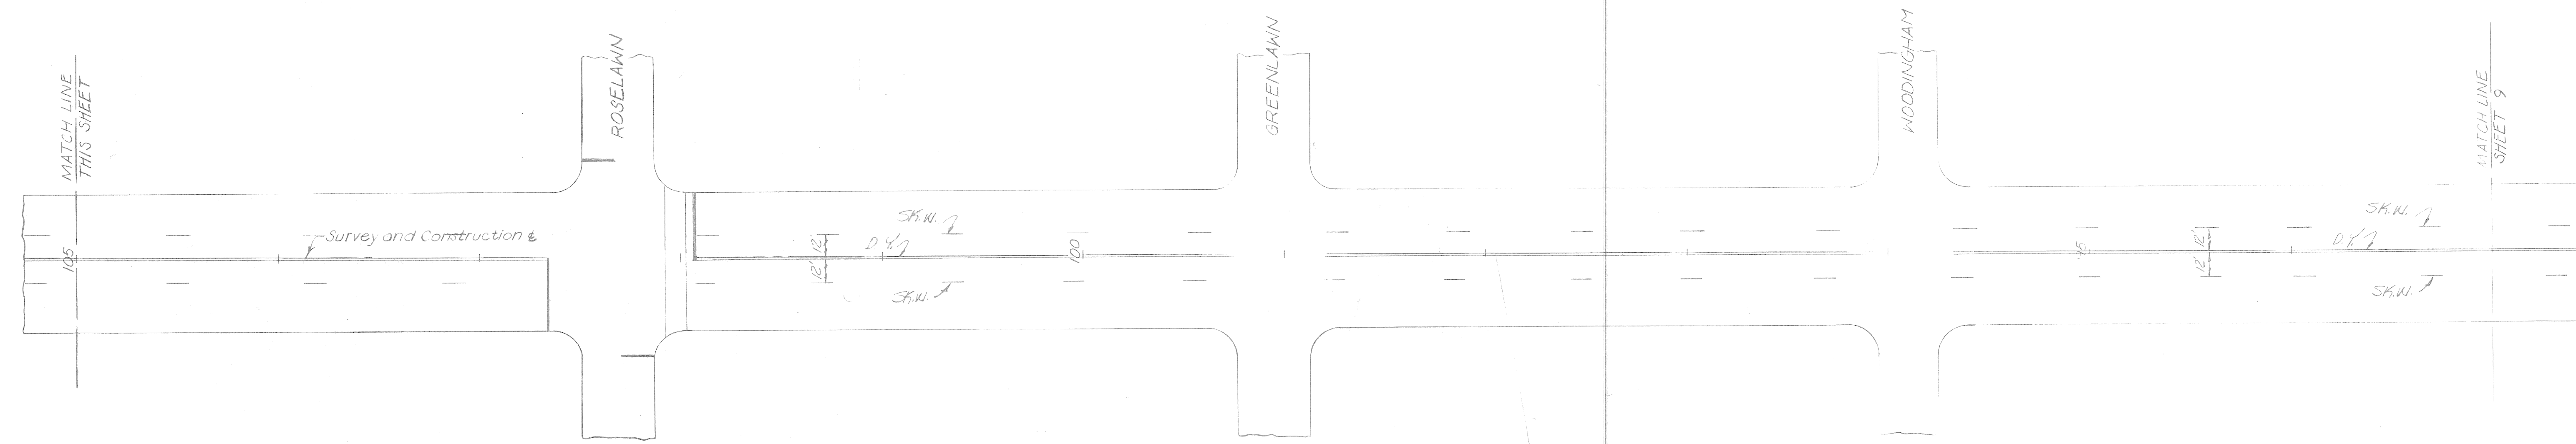 MATCH LINE
THIS SHEET
105
Survey and Construction ℄
ROSELAWN
12'
12'
SK.W.
D.Y.
SK.W.
100
GREENLAWN
WOODINGHAM
95
12'
12'
SK.W.
D.Y.
SK.W.
MATCH LINE
SHEET 9